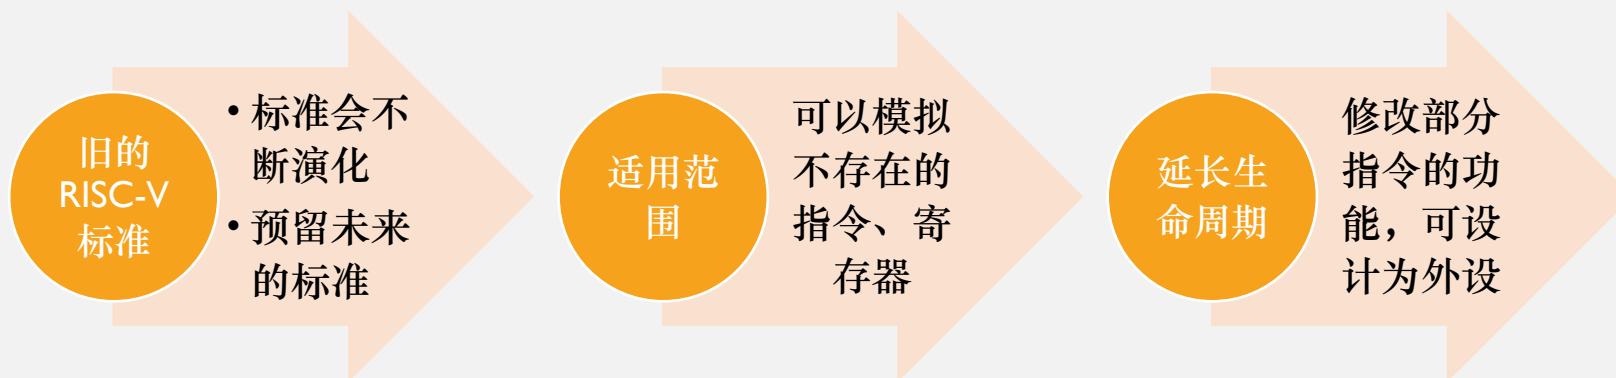 旧的
RISC-V
标准
• 标准会不
断演化
• 预留未来
的标准
适用范
围
可以模拟
不存在的
指令、寄
存器
延长生
命周期
修改部分
指令的功
能，可设
计为外设